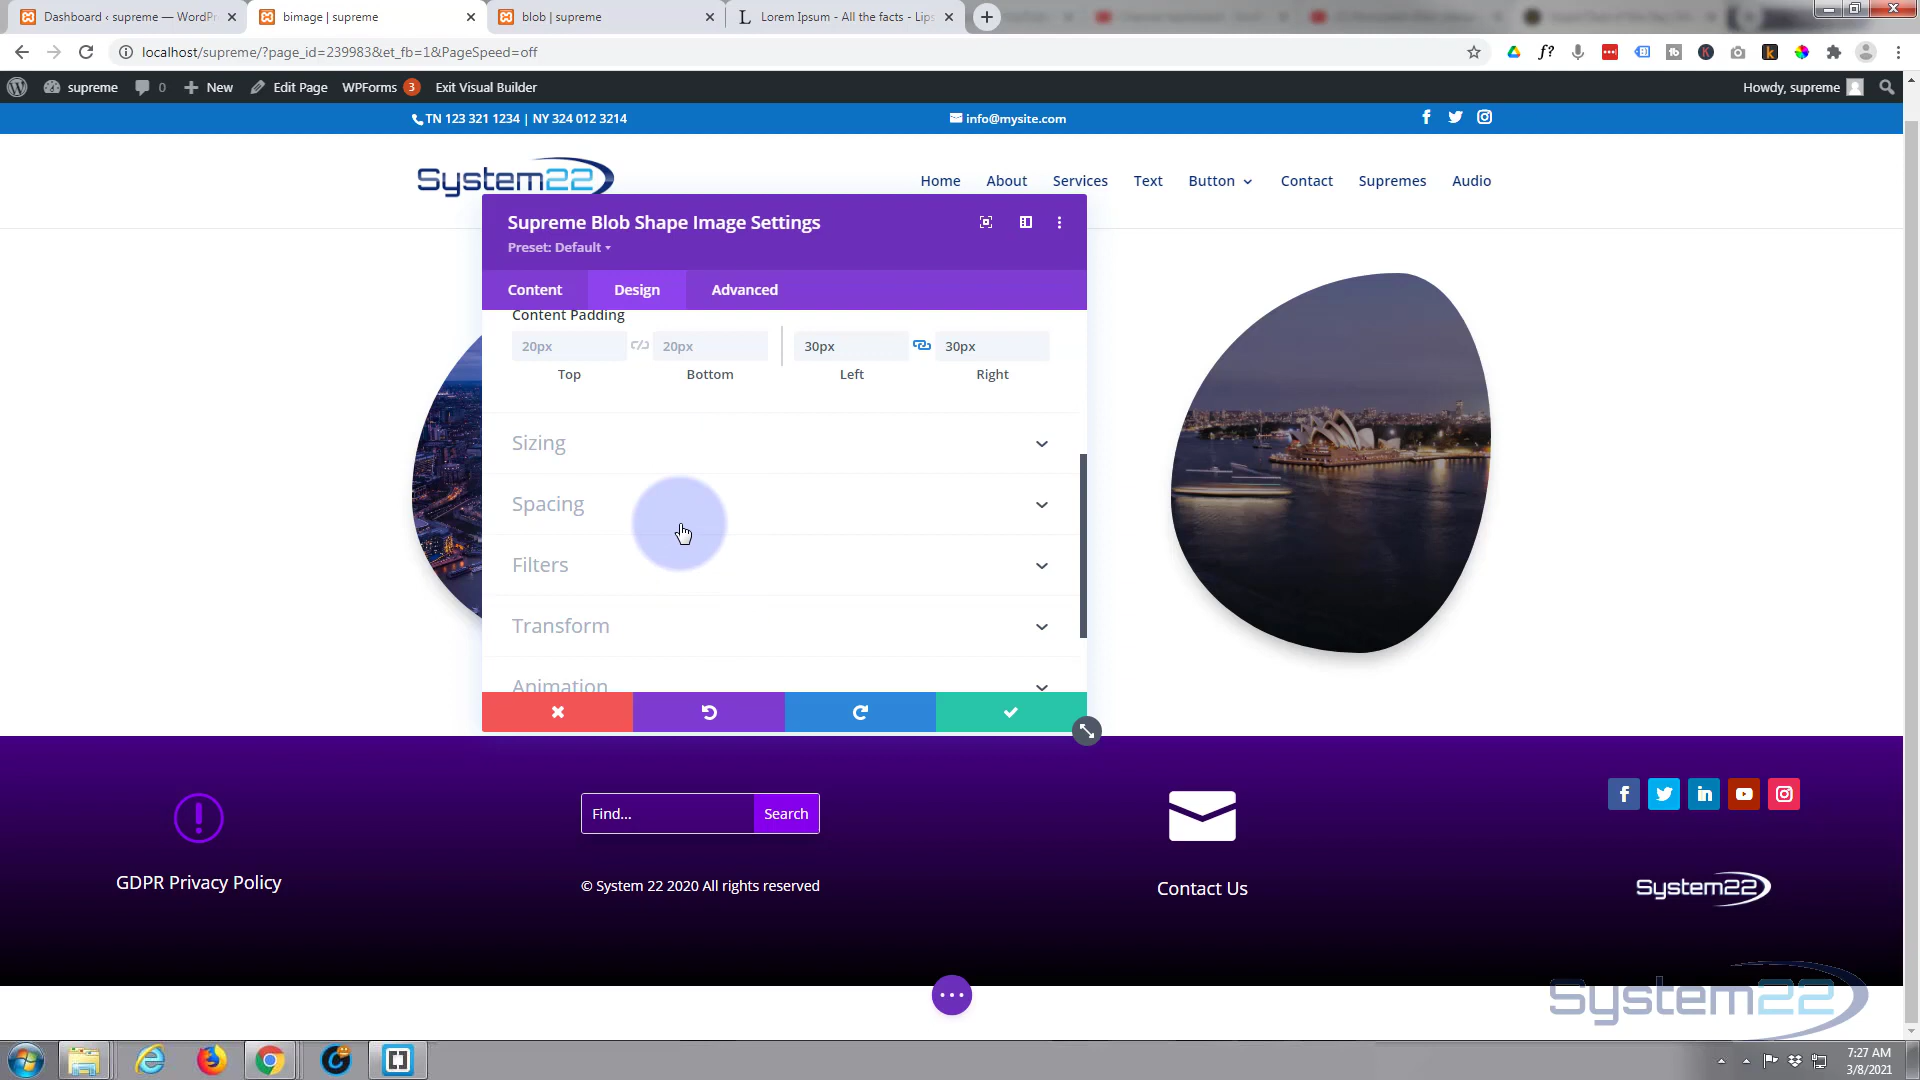 Dashboard ‹ supreme — WordPr
bimage | supreme
blob | supreme
Lorem Ipsum - All the facts - Lips
localhost/supreme/?page_id=239983&et_fb=1&PageSpeed=off
supreme
0
New
Edit Page
WPForms 3
Exit Visual Builder
Howdy, supreme
TN 123 321 1234 | NY 324 012 3214
info@mysite.com
System22
Home
About
Services
Text
Button
Contact
Supremes
Audio
Supreme Blob Shape Image Settings
Preset: Default
Content
Design
Advanced
Content Padding
20px
20px
30px
30px
Top
Bottom
Left
Right
Sizing
Spacing
Filters
Transform
Animation
Find...
Search
GDPR Privacy Policy
© System 22 2020 All rights reserved
Contact Us
System22
System22
7:27 AM
3/8/2021